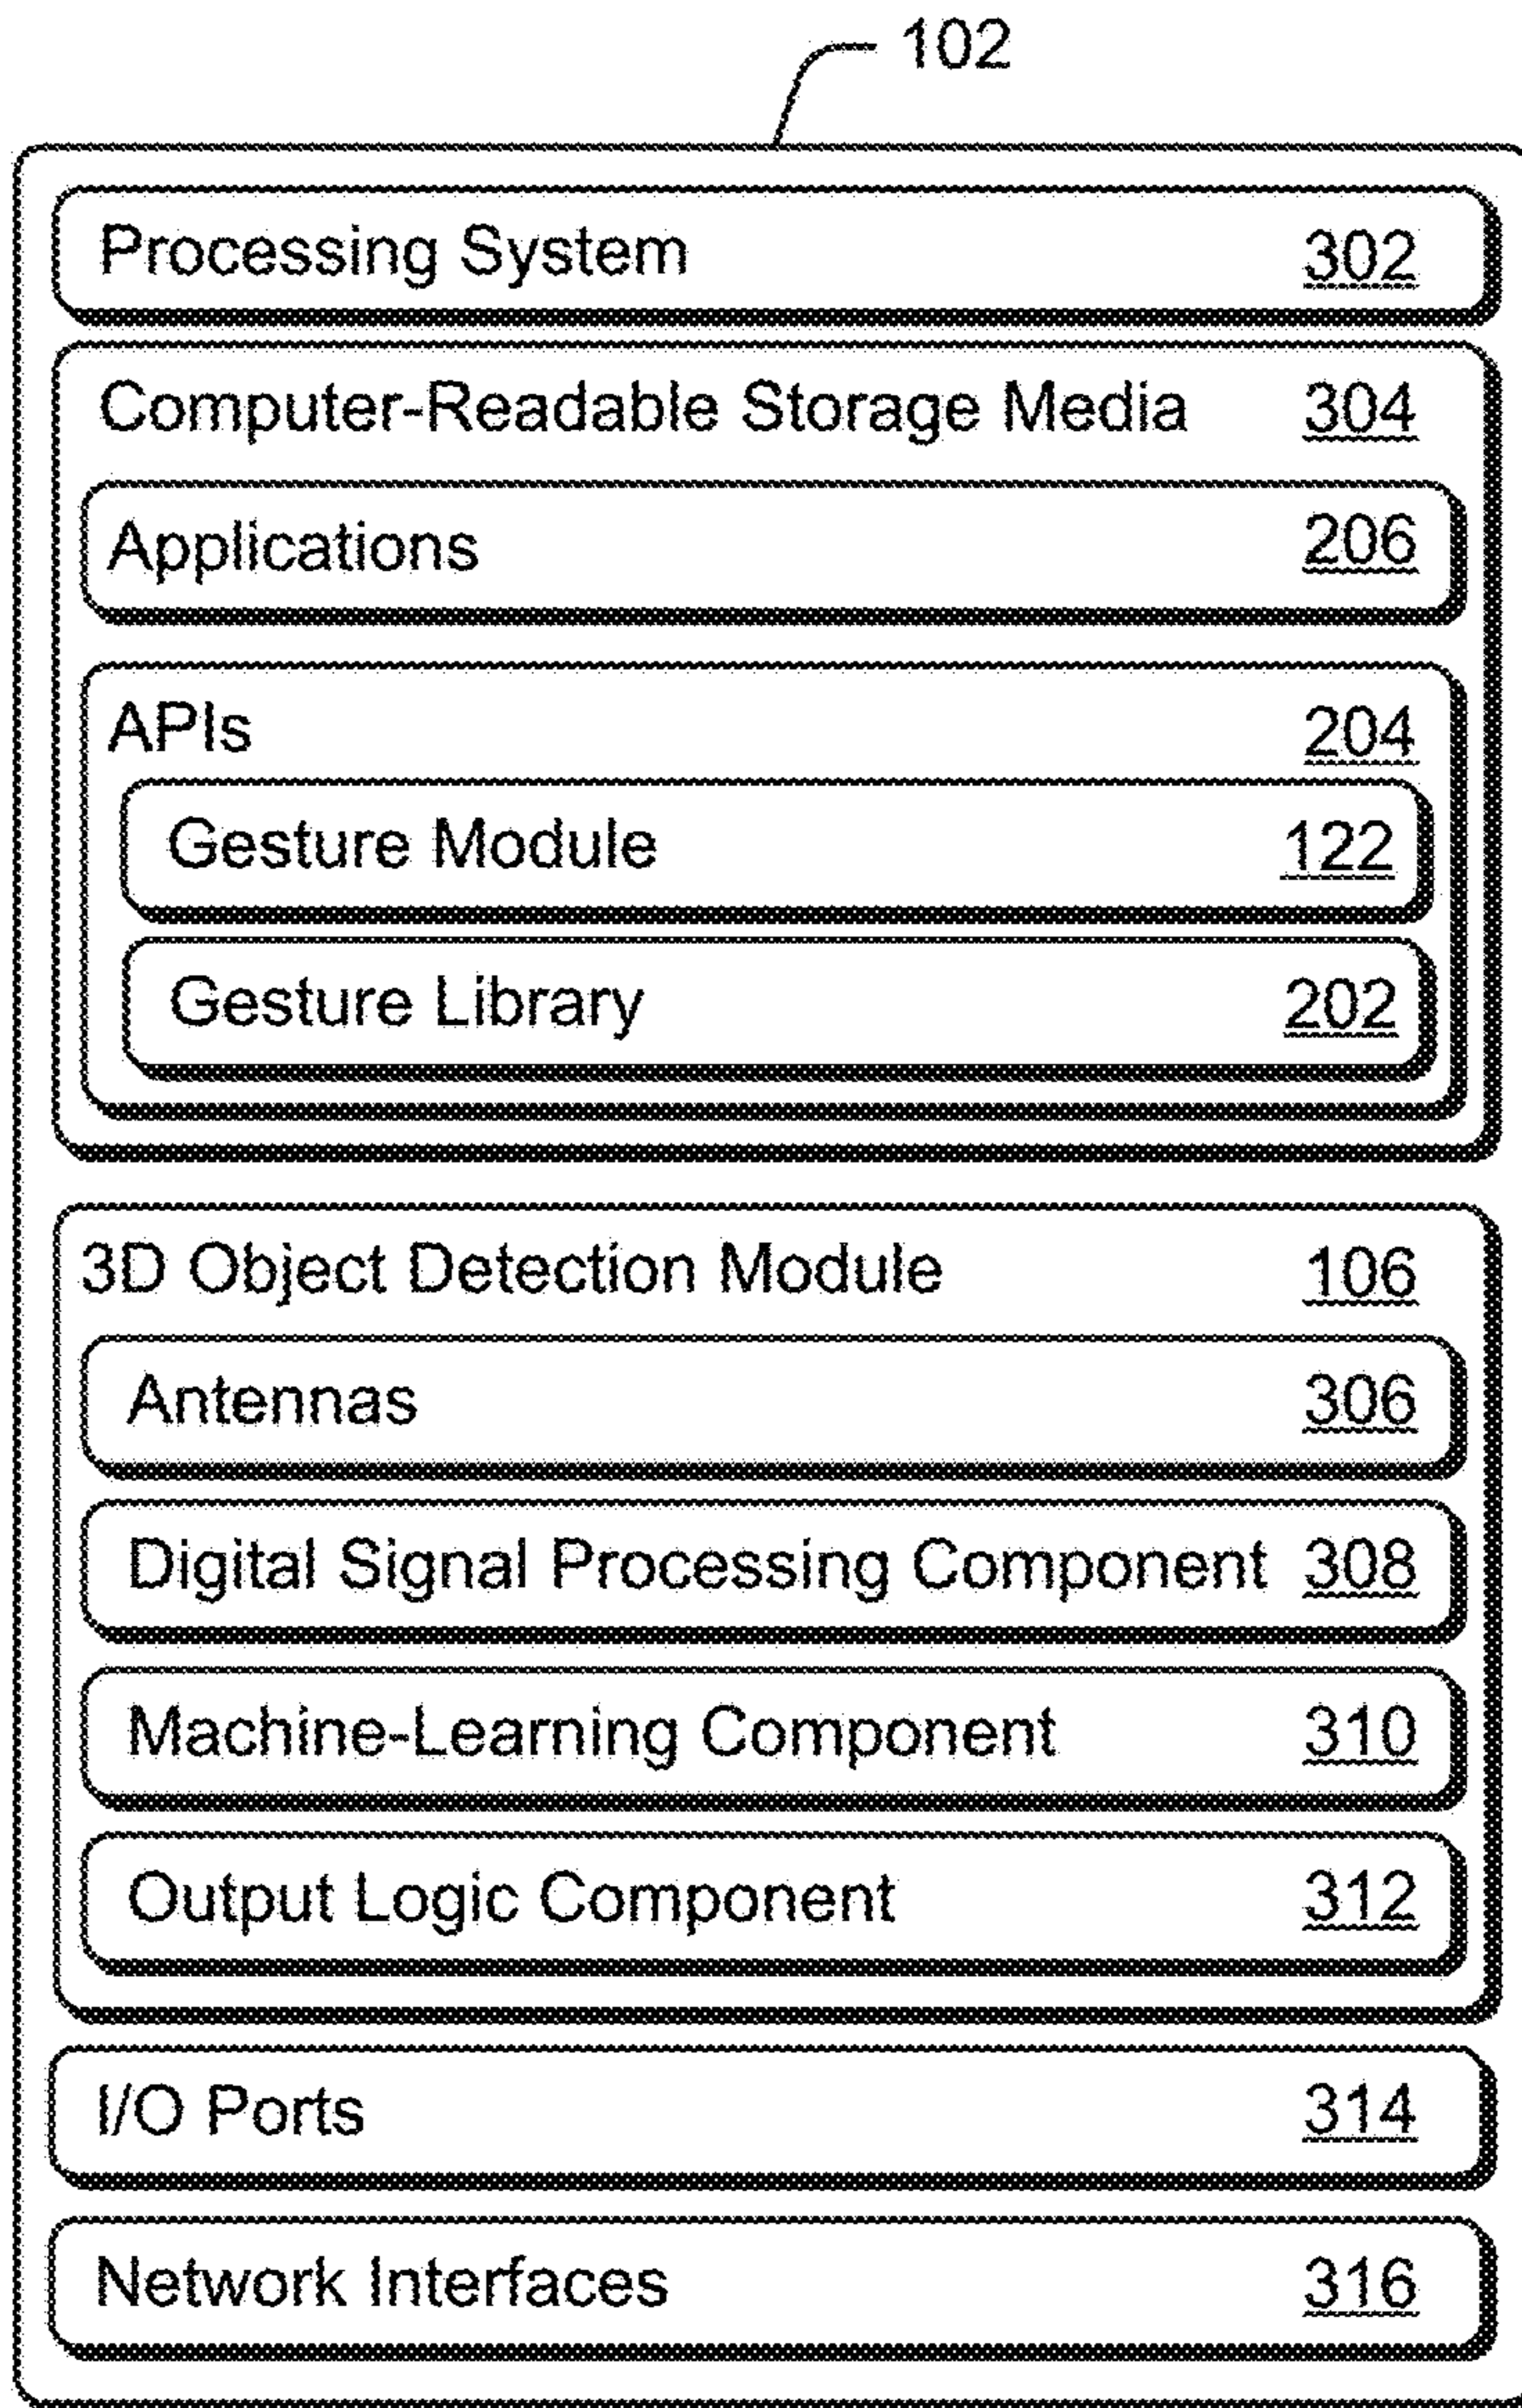 102
Processing System 302
Computer-Readable Storage Media 304
Applications 206
APIs 204
Gesture Module 122
Gesture Library 202
3D Object Detection Module 106
Antennas 306
Digital Signal Processing Component 308
Machine-Learning Component 310
Output Logic Component 312
I/O Ports 314
Network Interfaces 316